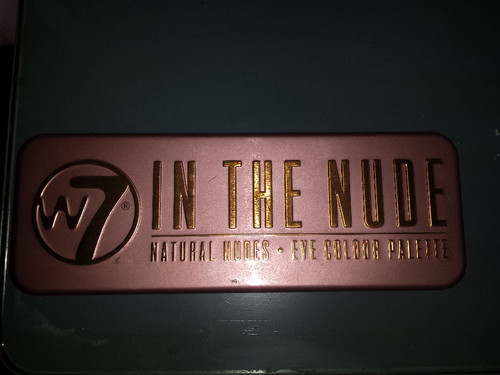 W7®
IN THE NUDE
NATURAL NUDES • EYE COLOUR PALETTE